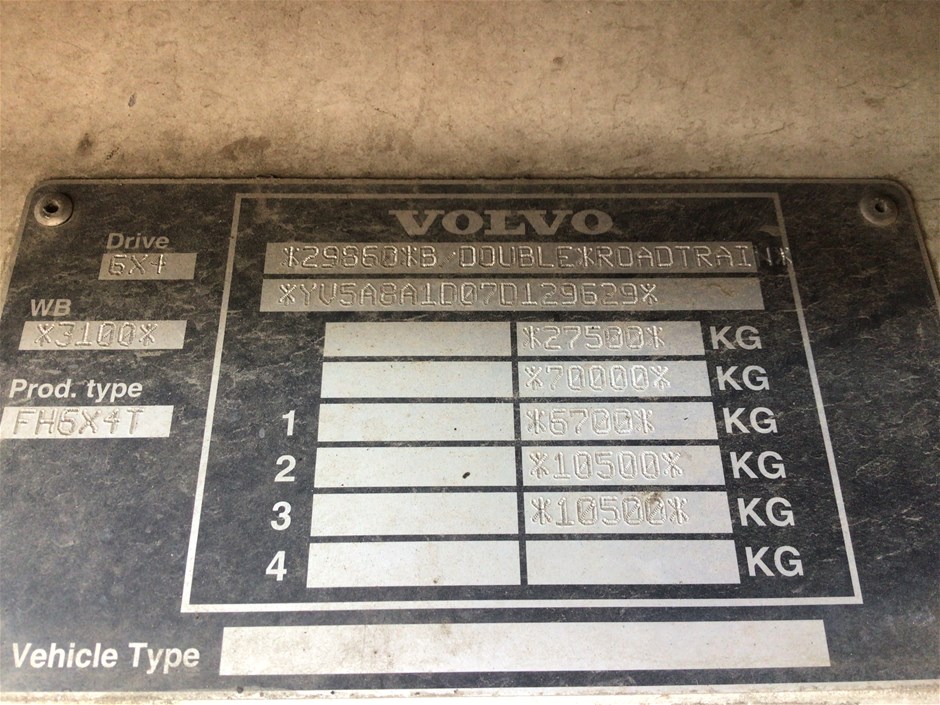 VOLVO
Drive
6X4
*29860*B DOUBLE*ROADTRAIN*
*YV5A8A1D07D129629*
WB
*3100*
*27500* KG
*70000* KG
Prod. type
FH6X4T
1 *6700* KG
2 *10500* KG
3 *10500* KG
4 KG
Vehicle Type